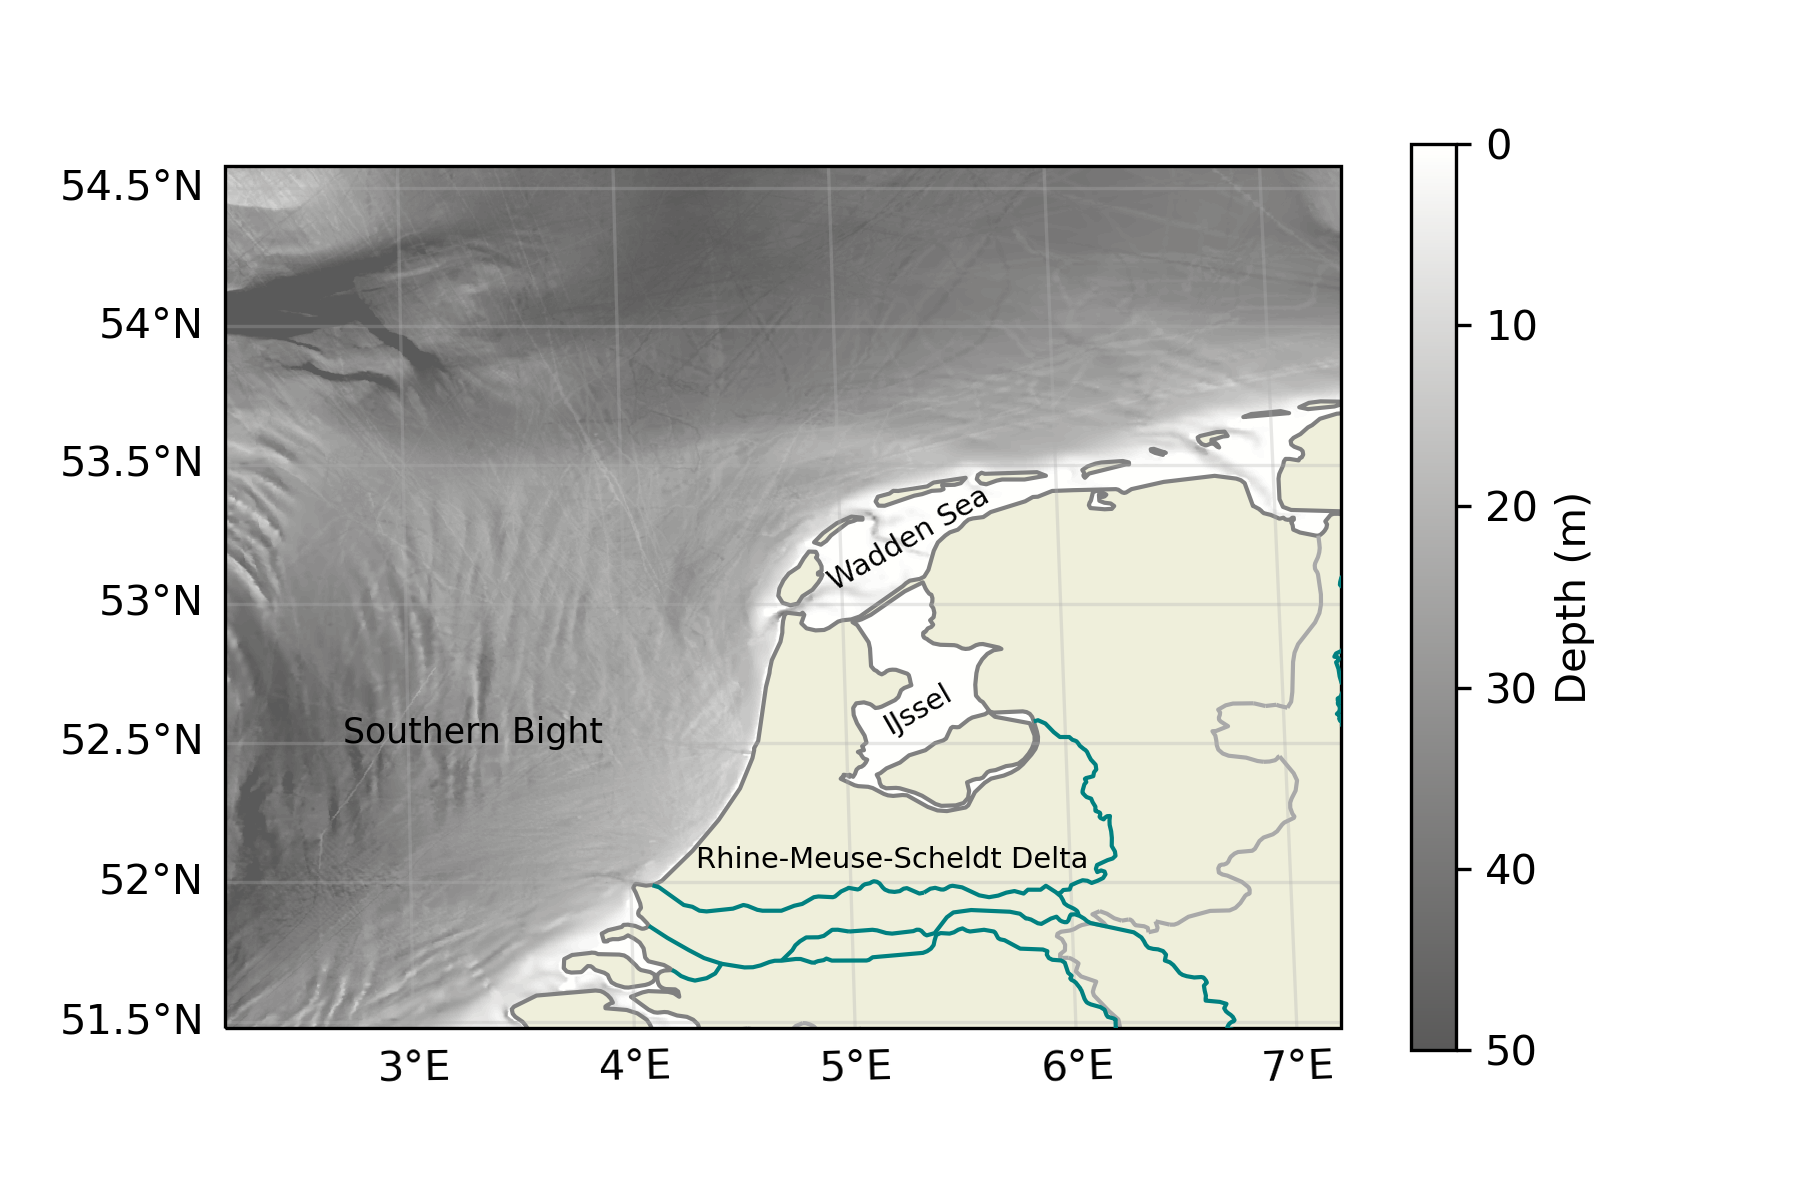 54.5°N
54°N
53.5°N
53°N
52.5°N
52°N
51.5°N
3°E
4°E
5°E
6°E
7°E
Wadden Sea
IJssel
Southern Bight
Rhine-Meuse-Scheldt Delta
0
10
20
30
40
50
Depth (m)